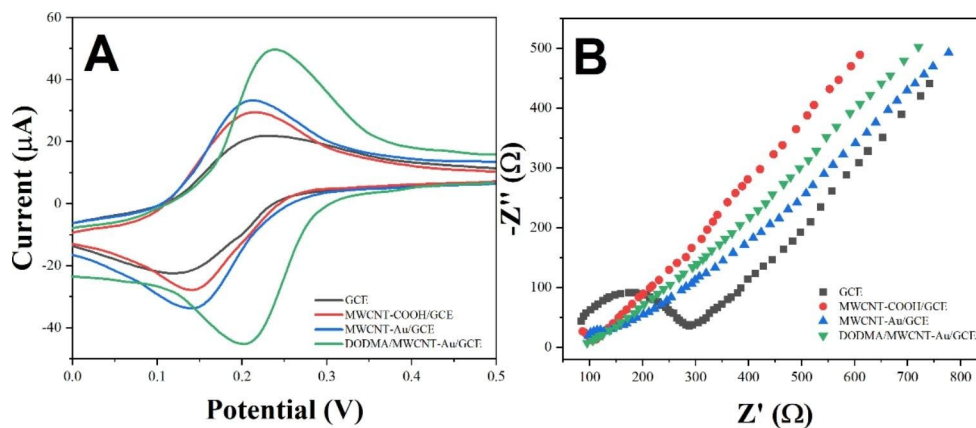 A
60
40
20
0
-20
-40
Current (μA)
GCE
MWCNT-COOH/GCE
MWCNT-Au/GCE
DODMA/MWCNT-Au/GCE
0.0 0.1 0.2 0.3 0.4 0.5
Potential (V)
B
500
400
300
200
100
0
-Z'' (Ω)
GCE
MWCNT-COOH/GCE
MWCNT-Au/GCE
DODMA/MWCNT-Au/GCE
100 200 300 400 500 600 700 800
Z' (Ω)